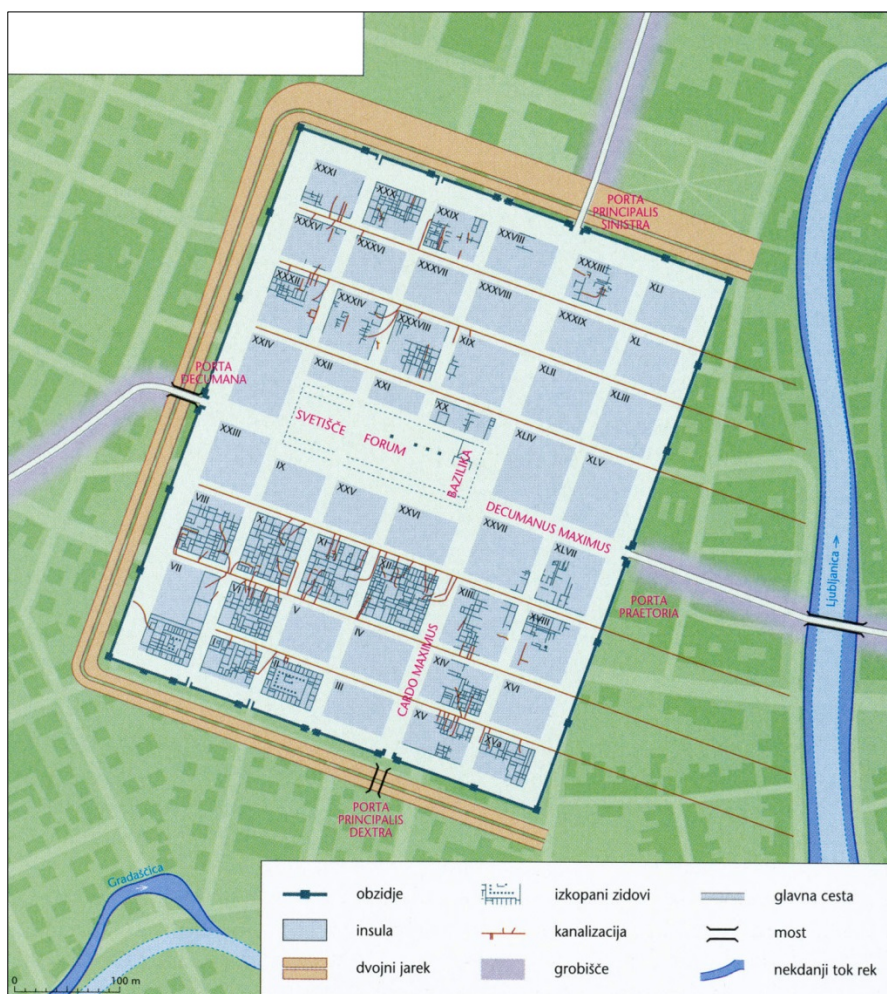 PORTA
PRINCIPALIS
SINISTRA
XXXI
XXX
XXIX
XXVIII
XXXIII
XLI
XXXVI
XXXVI
XXXVII
XXXVIII
XXXIX
XL
XXXII
XXXIV
XXXVIII
XIX
XLII
XLIII
PORTA
DECUMANA
XXIV
XXII
XXI
XX
XLIV
XLV
SVETIŠČE
FORUM
BAZILIKA
DECUMANUS MAXIMUS
XXIII
IX
XXV
XXVI
XXVII
XLVII
Ljubljanica →
PORTA
PRAETORIA
VIII
X
XI
XII
XIII
XVIII
VII
VI
V
IV
CARDO MAXIMUS
XIV
XVI
I
II
III
XV
XVa
PORTA
PRINCIPALIS
DEXTRA
Gradaščica
→
0 100 m
obzidje
izkopani zidovi
glavna cesta
insula
kanalizacija
most
dvojni jarek
grobišče
nekdanji tok rek